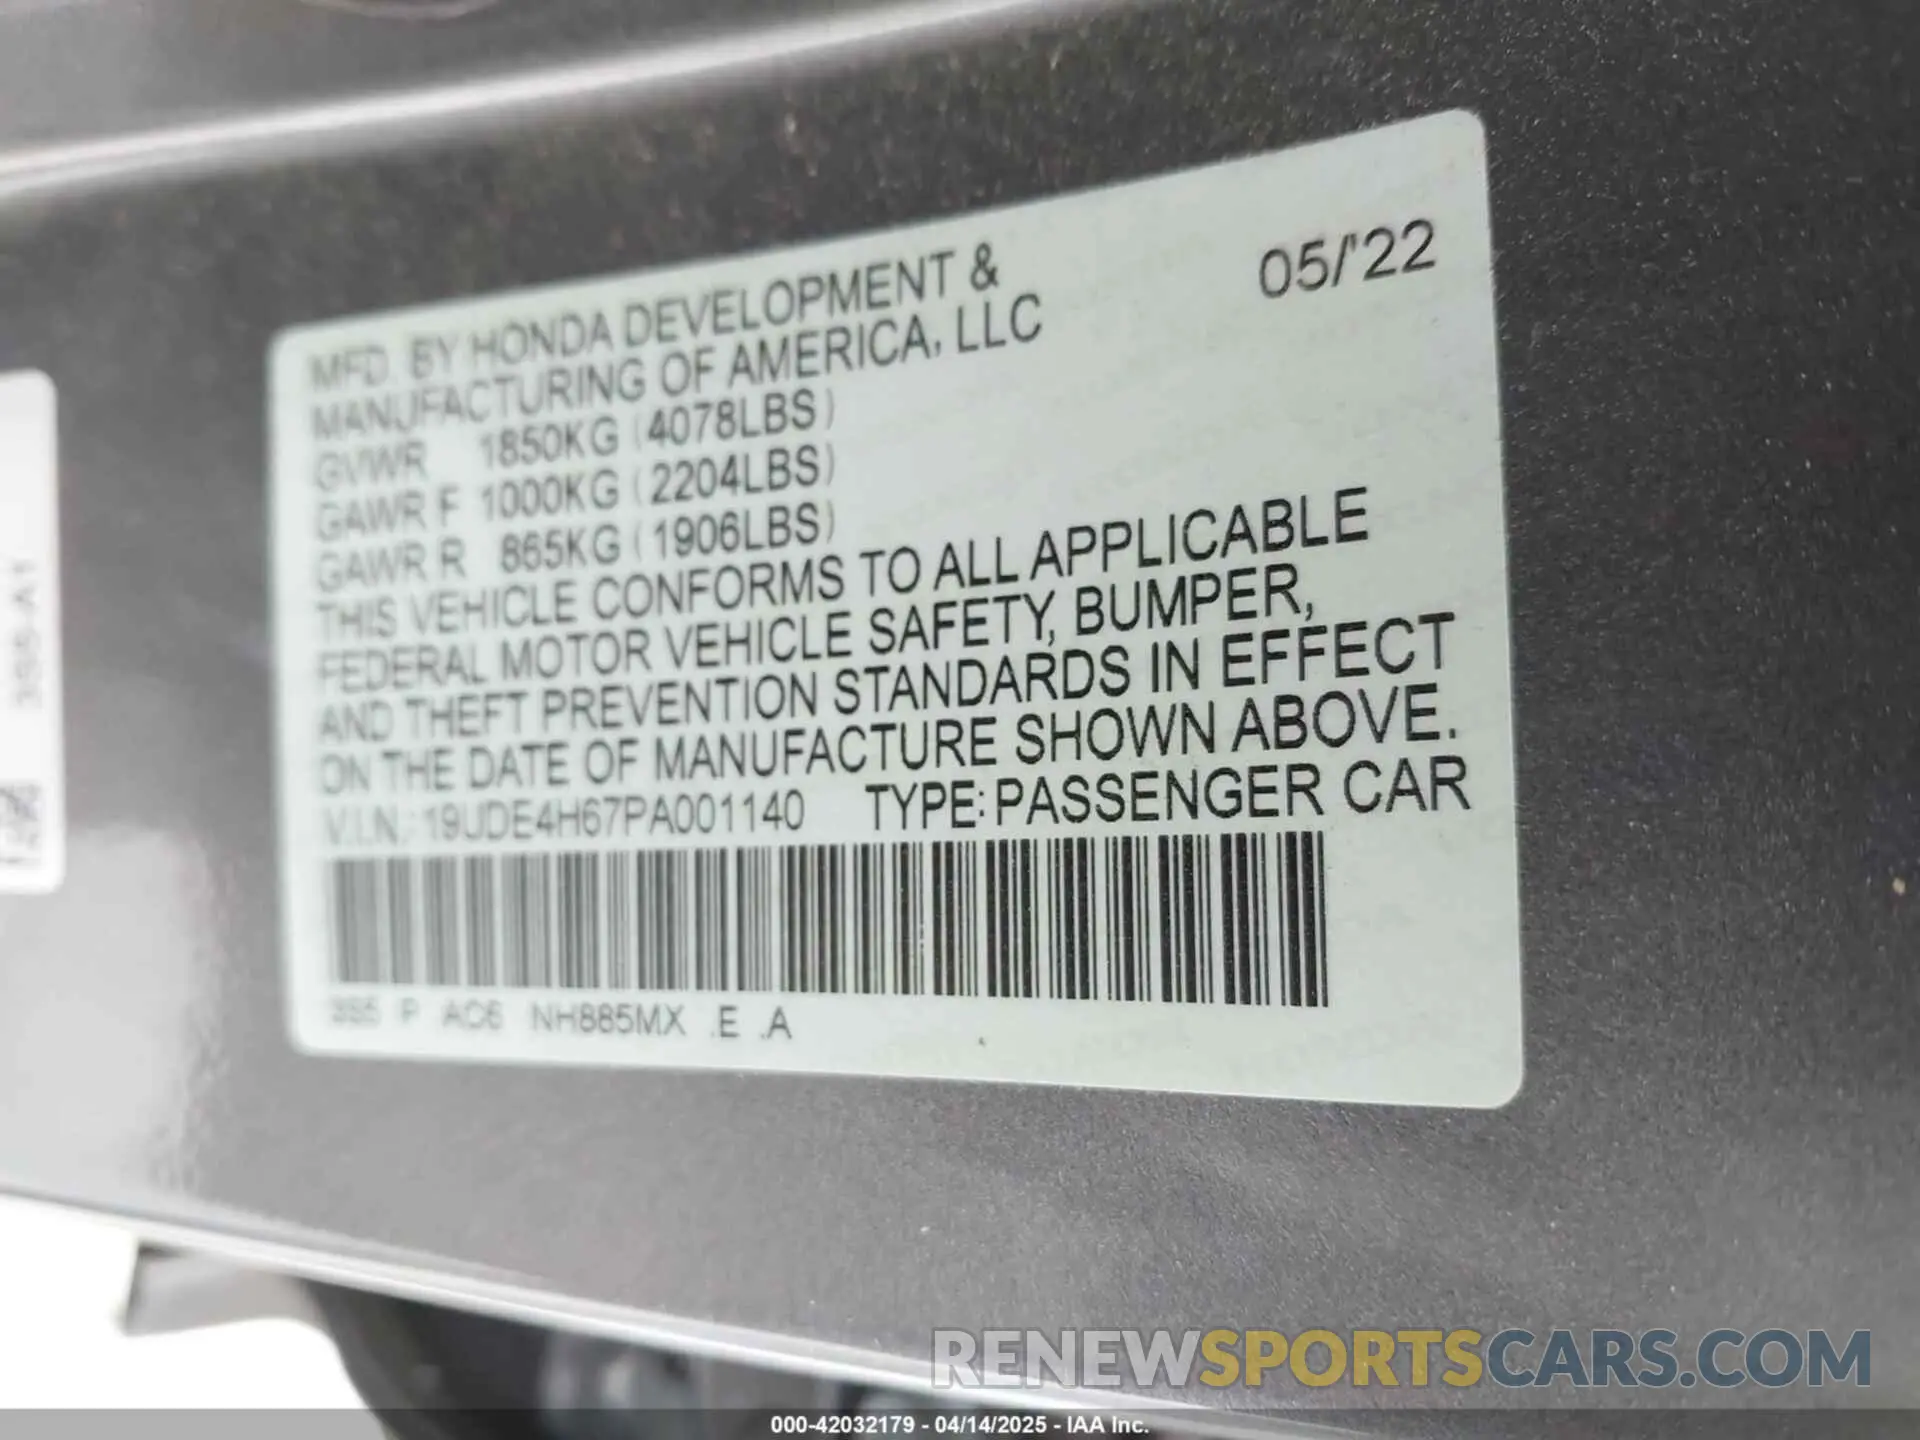 MFD. BY HONDA DEVELOPMENT &
MANUFACTURING OF AMERICA, LLC
05/'22
GVWR 1850KG (4078LBS)
GAWR F 1000KG (2204LBS)
GAWR R 865KG (1906LBS)
THIS VEHICLE CONFORMS TO ALL APPLICABLE
FEDERAL MOTOR VEHICLE SAFETY, BUMPER,
AND THEFT PREVENTION STANDARDS IN EFFECT
ON THE DATE OF MANUFACTURE SHOWN ABOVE.
V.I.N.: 19UDE4H67PA001140 TYPE: PASSENGER CAR
3S5 P AC6 NH885MX .E .A
3S5-A1
RENEWSPORTSCARS.COM
000-42032179 - 04/14/2025 - IAA Inc.